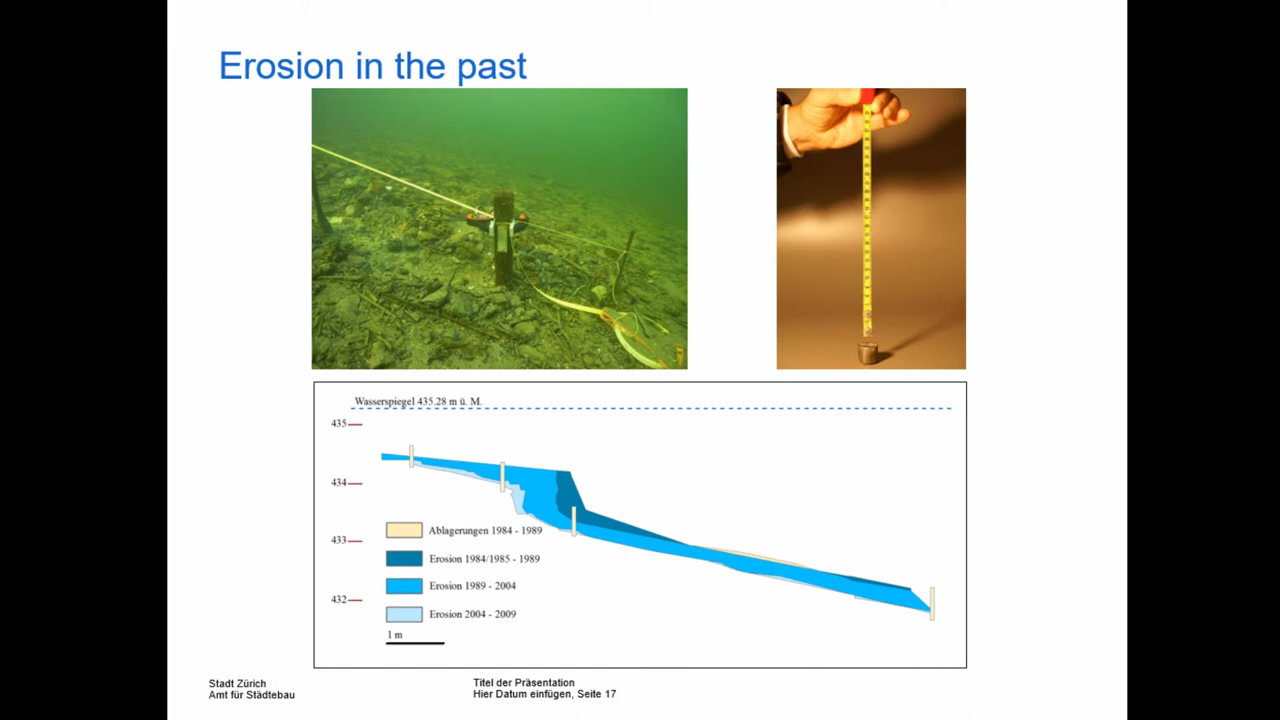 Erosion in the past
Wasserspiegel 435.28 m ü. M.
435
434
433
432
Ablagerungen 1984 - 1989
Erosion 1984/1985 - 1989
Erosion 1989 - 2004
Erosion 2004 - 2009
1 m
Stadt Zürich
Amt für Städtebau
Titel der Präsentation
Hier Datum einfügen, Seite 17